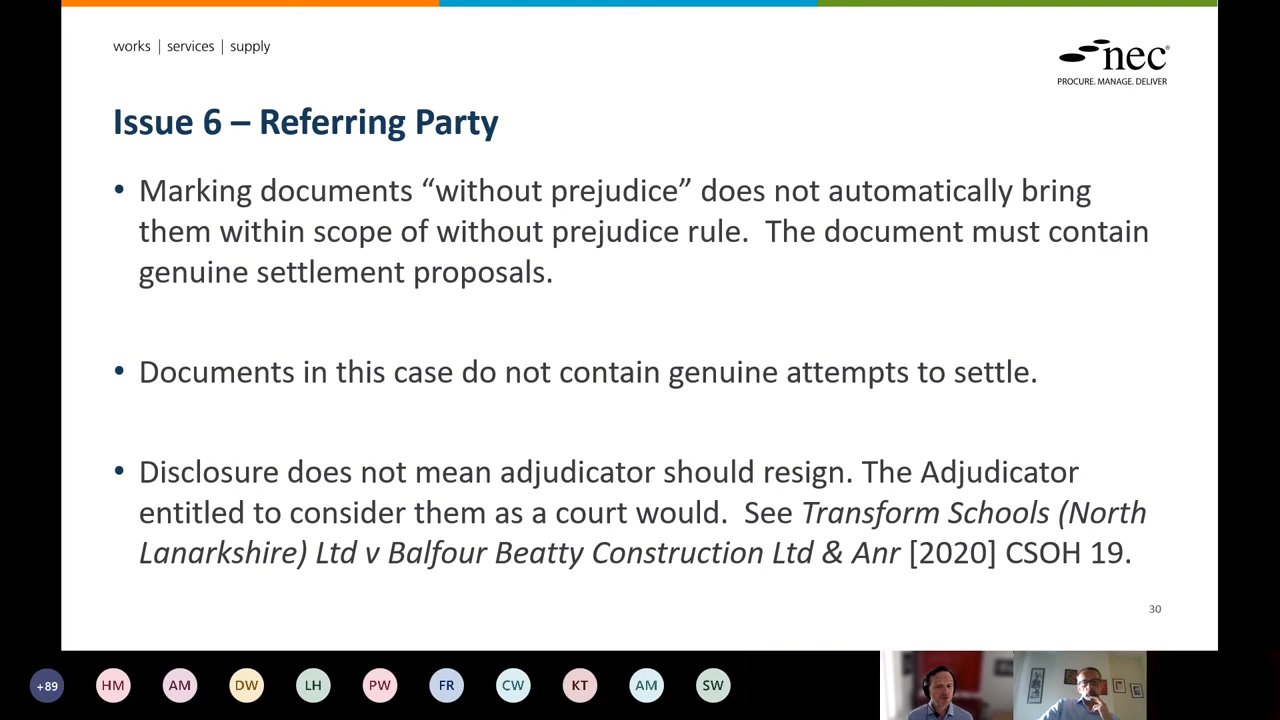 works | services | supply
nec®
PROCURE. MANAGE. DELIVER
Issue 6 – Referring Party
• Marking documents “without prejudice” does not automatically bring
them within scope of without prejudice rule.  The document must contain
genuine settlement proposals.
• Documents in this case do not contain genuine attempts to settle.
• Disclosure does not mean adjudicator should resign. The Adjudicator
entitled to consider them as a court would.  See Transform Schools (North
Lanarkshire) Ltd v Balfour Beatty Construction Ltd & Anr [2020] CSOH 19.
30
+89 HM AM DW LH PW FR CW KT AM SW